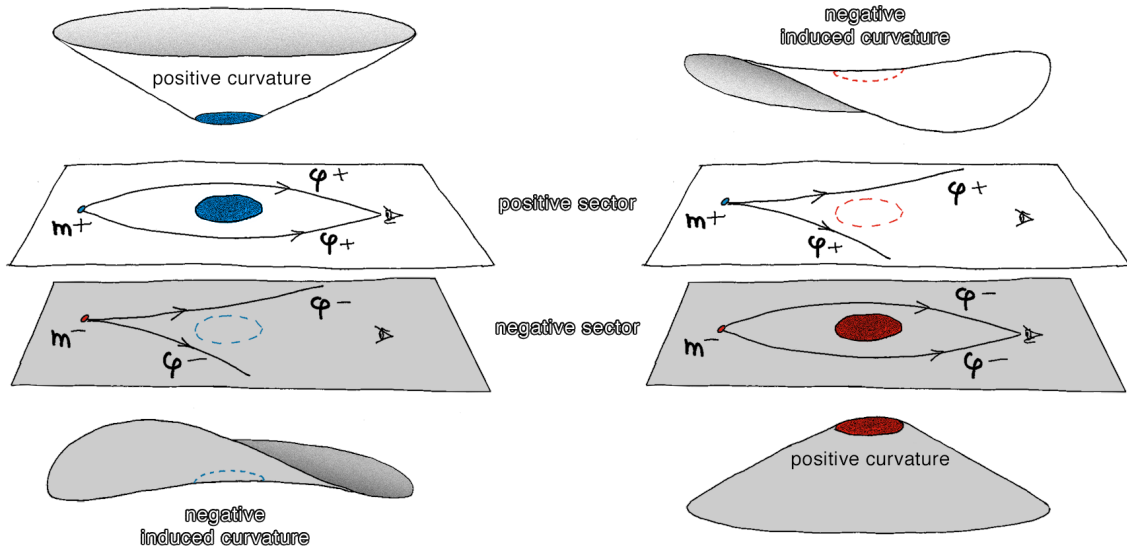 negative
induced curvature
positive curvature
φ+
m+
φ+
positive sector
φ+
m+
φ+
φ-
m-
φ-
negative sector
φ-
m-
φ-
positive curvature
negative
induced curvature